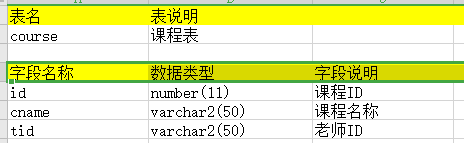 表名 表说明
course 课程表
字段名称 数据类型 字段说明
id number(11) 课程ID
cname varchar2(50) 课程名称
tid varchar2(50) 老师ID